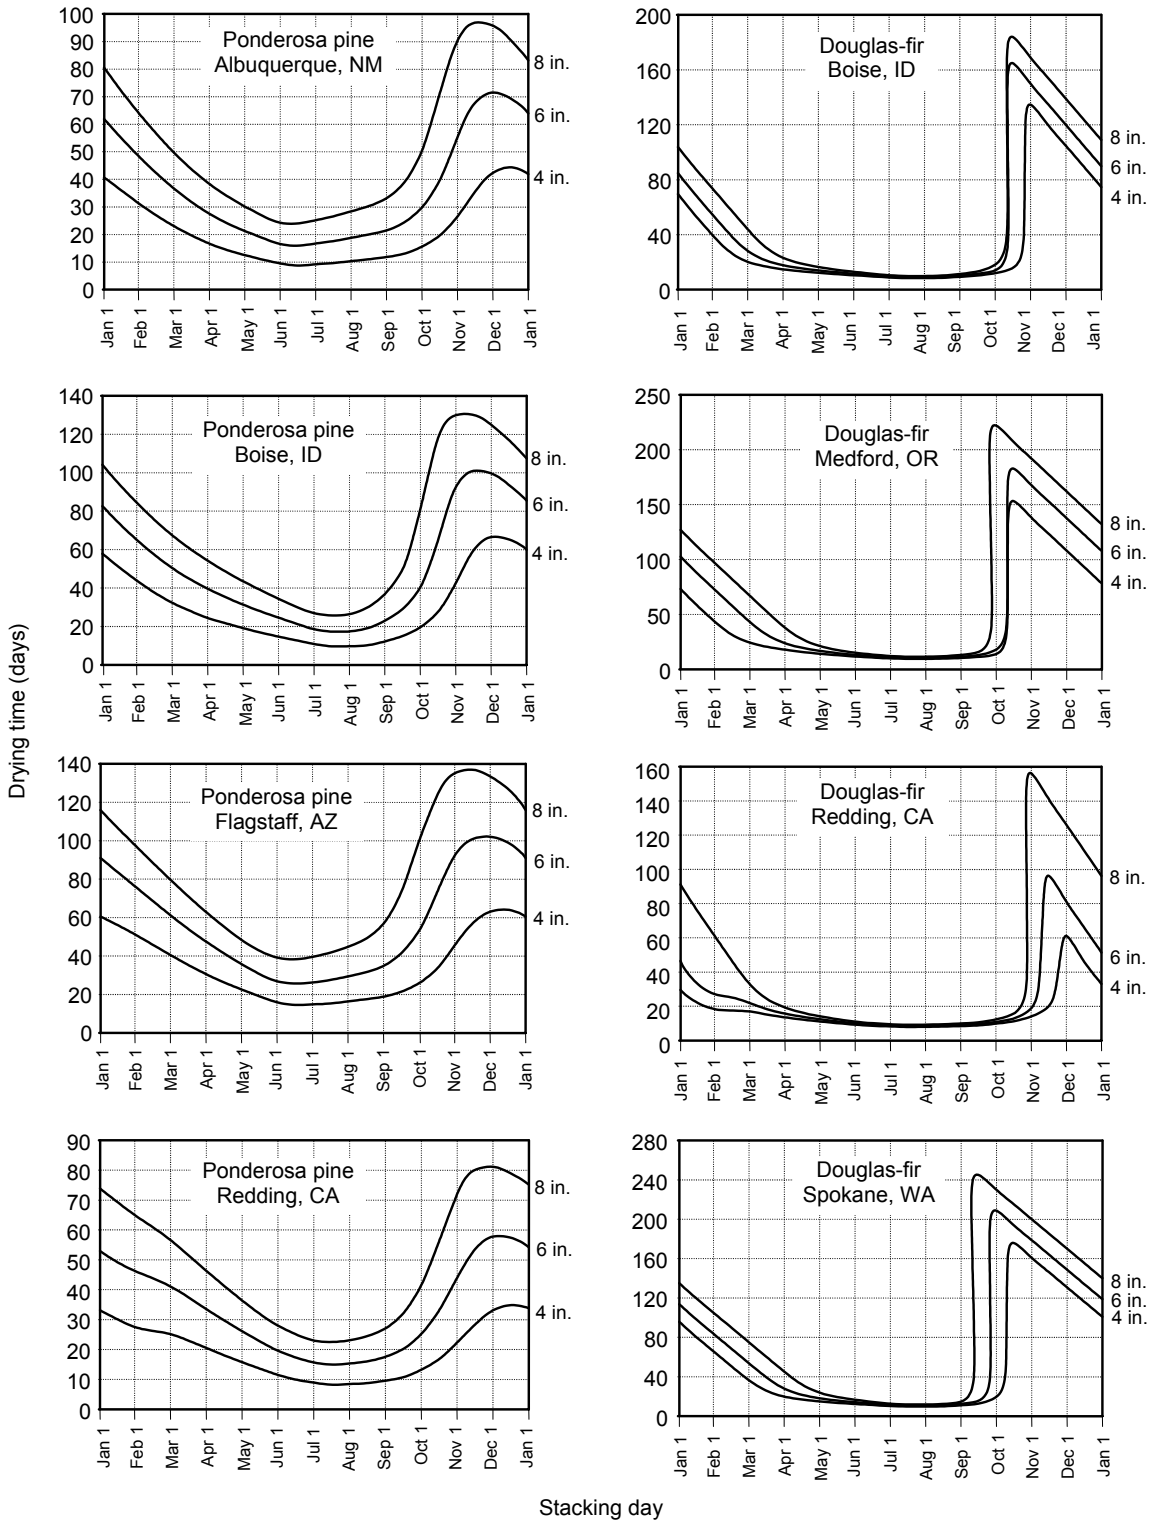 Drying time (days)
100
90
80
70
60
50
40
30
20
10
0
Ponderosa pine
Albuquerque, NM
8 in.
6 in.
4 in.
Jan 1
Feb 1
Mar 1
Apr 1
May 1
Jun 1
Jul 1
Aug 1
Sep 1
Oct 1
Nov 1
Dec 1
Jan 1
200
160
120
80
40
0
Douglas-fir
Boise, ID
8 in.
6 in.
4 in.
Jan 1
Feb 1
Mar 1
Apr 1
May 1
Jun 1
Jul 1
Aug 1
Sep 1
Oct 1
Nov 1
Dec 1
Jan 1
140
120
100
80
60
40
20
0
Ponderosa pine
Boise, ID
8 in.
6 in.
4 in.
Jan 1
Feb 1
Mar 1
Apr 1
May 1
Jun 1
Jul 1
Aug 1
Sep 1
Oct 1
Nov 1
Dec 1
Jan 1
250
200
150
100
50
0
Douglas-fir
Medford, OR
8 in.
6 in.
4 in.
Jan 1
Feb 1
Mar 1
Apr 1
May 1
Jun 1
Jul 1
Aug 1
Sep 1
Oct 1
Nov 1
Dec 1
Jan 1
140
120
100
80
60
40
20
0
Ponderosa pine
Flagstaff, AZ
8 in.
6 in.
4 in.
Jan 1
Feb 1
Mar 1
Apr 1
May 1
Jun 1
Jul 1
Aug 1
Sep 1
Oct 1
Nov 1
Dec 1
Jan 1
160
140
120
100
80
60
40
20
0
Douglas-fir
Redding, CA
8 in.
6 in.
4 in.
Jan 1
Feb 1
Mar 1
Apr 1
May 1
Jun 1
Jul 1
Aug 1
Sep 1
Oct 1
Nov 1
Dec 1
Jan 1
90
80
70
60
50
40
30
20
10
0
Ponderosa pine
Redding, CA
8 in.
6 in.
4 in.
Jan 1
Feb 1
Mar 1
Apr 1
May 1
Jun 1
Jul 1
Aug 1
Sep 1
Oct 1
Nov 1
Dec 1
Jan 1
280
240
200
160
120
80
40
0
Douglas-fir
Spokane, WA
8 in.
6 in.
4 in.
Jan 1
Feb 1
Mar 1
Apr 1
May 1
Jun 1
Jul 1
Aug 1
Sep 1
Oct 1
Nov 1
Dec 1
Jan 1
Stacking day